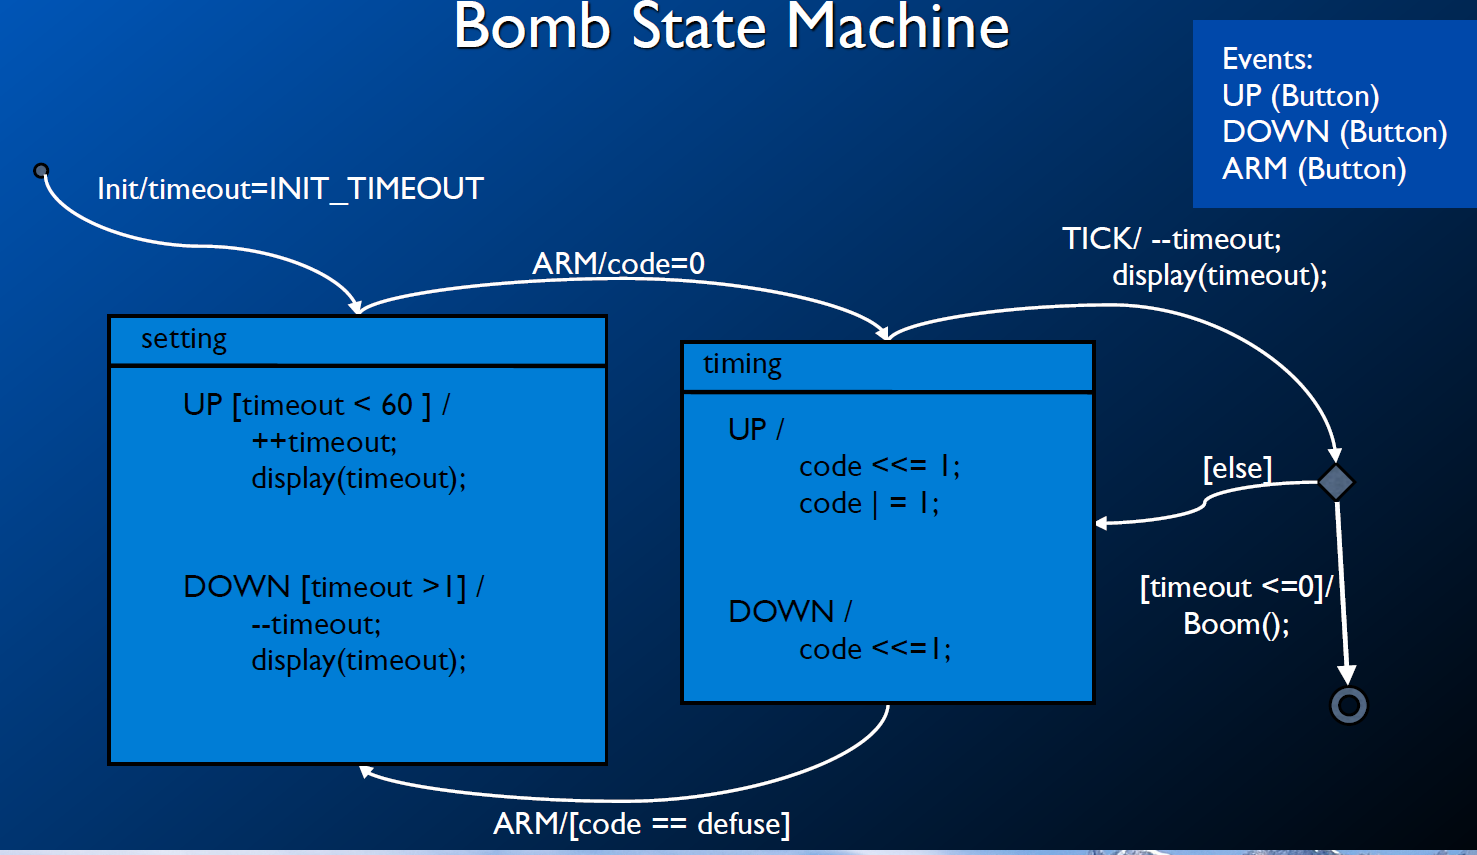 Bomb State Machine
Events:
UP (Button)
DOWN (Button)
ARM (Button)
Init/timeout=INIT_TIMEOUT
ARM/code=0
TICK/ --timeout;
display(timeout);
setting
UP [timeout < 60 ] /
++timeout;
display(timeout);
DOWN [timeout >1] /
--timeout;
display(timeout);
timing
UP /
code <<= 1;
code | = 1;
DOWN /
code <<=1;
[else]
[timeout <=0]/
Boom();
ARM/[code == defuse]